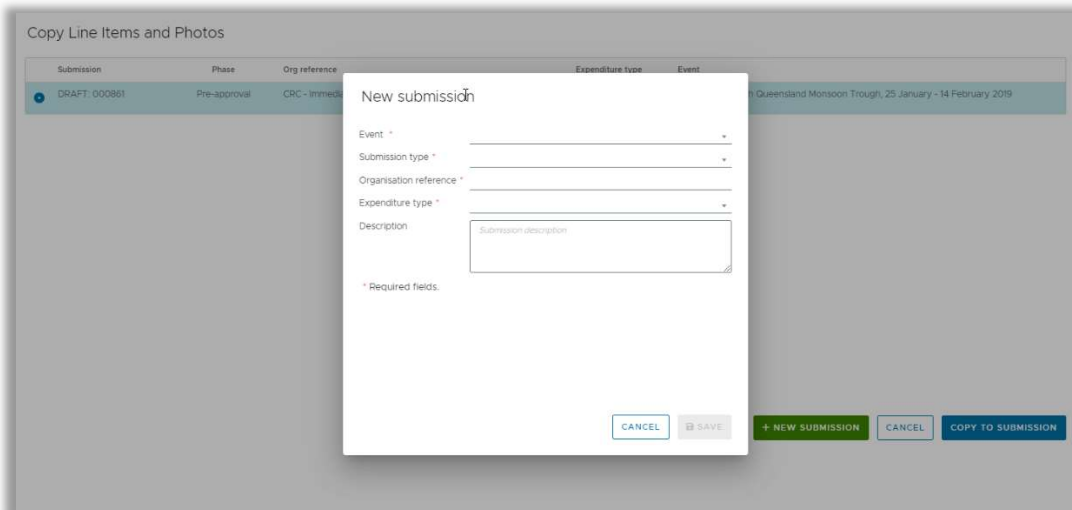 Copy Line Items and Photos
Submission Phase Org reference Expenditure type Event
DRAFT: 000861 Pre-approval CRC - Immedia h Queensland Monsoon Trough, 25 January - 14 February 2019
New submission
Event *
Submission type *
Organisation reference *
Expenditure type *
Description Submission description
* Required fields.
CANCEL SAVE + NEW SUBMISSION CANCEL COPY TO SUBMISSION